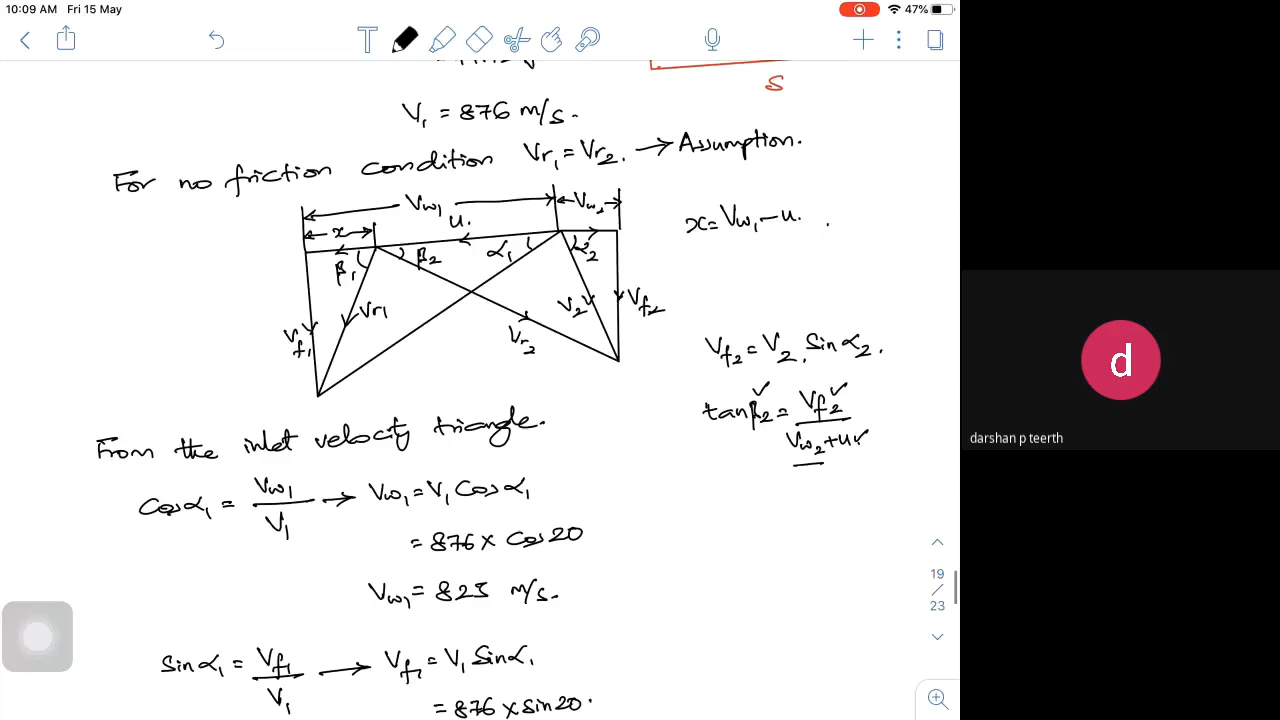 10:09 AM Fri 15 May
47%
S
V₁ = 876 m/s.
For no friction condition Vr₁ = Vr₂. → Assumption.
Vw₁
Vw₂
x
u.
x = Vw₁ - u.
β₁
β₂
α₁
α₂
Vf₁
Vr₁
Vr₂
V₂
Vf₂
Vf₂ = V₂ . Sin α₂.
tan β₂ = Vf₂ / Vw₂ + u
From the inlet velocity triangle.
Cos α₁ = Vw₁ / V₁ → Vw₁ = V₁ Cos α₁
= 876 × Cos 20
Vw₁ = 823 m/s.
Sin α₁ = Vf₁ / V₁ → Vf₁ = V₁ Sin α₁
= 876 × sin 20.
19
/
23
d
darshan p teerth